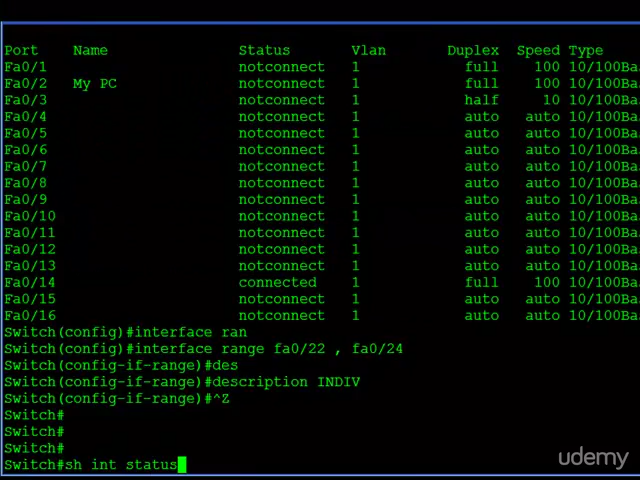 Port Name Status Vlan Duplex Speed Type
Fa0/1 notconnect 1 full 100 10/100Ba
Fa0/2 My PC notconnect 1 full 100 10/100Ba
Fa0/3 notconnect 1 half 10 10/100Ba
Fa0/4 notconnect 1 auto auto 10/100Ba
Fa0/5 notconnect 1 auto auto 10/100Ba
Fa0/6 notconnect 1 auto auto 10/100Ba
Fa0/7 notconnect 1 auto auto 10/100Ba
Fa0/8 notconnect 1 auto auto 10/100Ba
Fa0/9 notconnect 1 auto auto 10/100Ba
Fa0/10 notconnect 1 auto auto 10/100Ba
Fa0/11 notconnect 1 auto auto 10/100Ba
Fa0/12 notconnect 1 auto auto 10/100Ba
Fa0/13 notconnect 1 auto auto 10/100Ba
Fa0/14 connected 1 full 100 10/100Ba
Fa0/15 notconnect 1 auto auto 10/100Ba
Fa0/16 notconnect 1 auto auto 10/100Ba
Switch(config)#interface ran
Switch(config)#interface range fa0/22 , fa0/24
Switch(config-if-range)#des
Switch(config-if-range)#description INDIV
Switch(config-if-range)#^Z
Switch#
Switch#
Switch#
Switch#sh int status
udemy